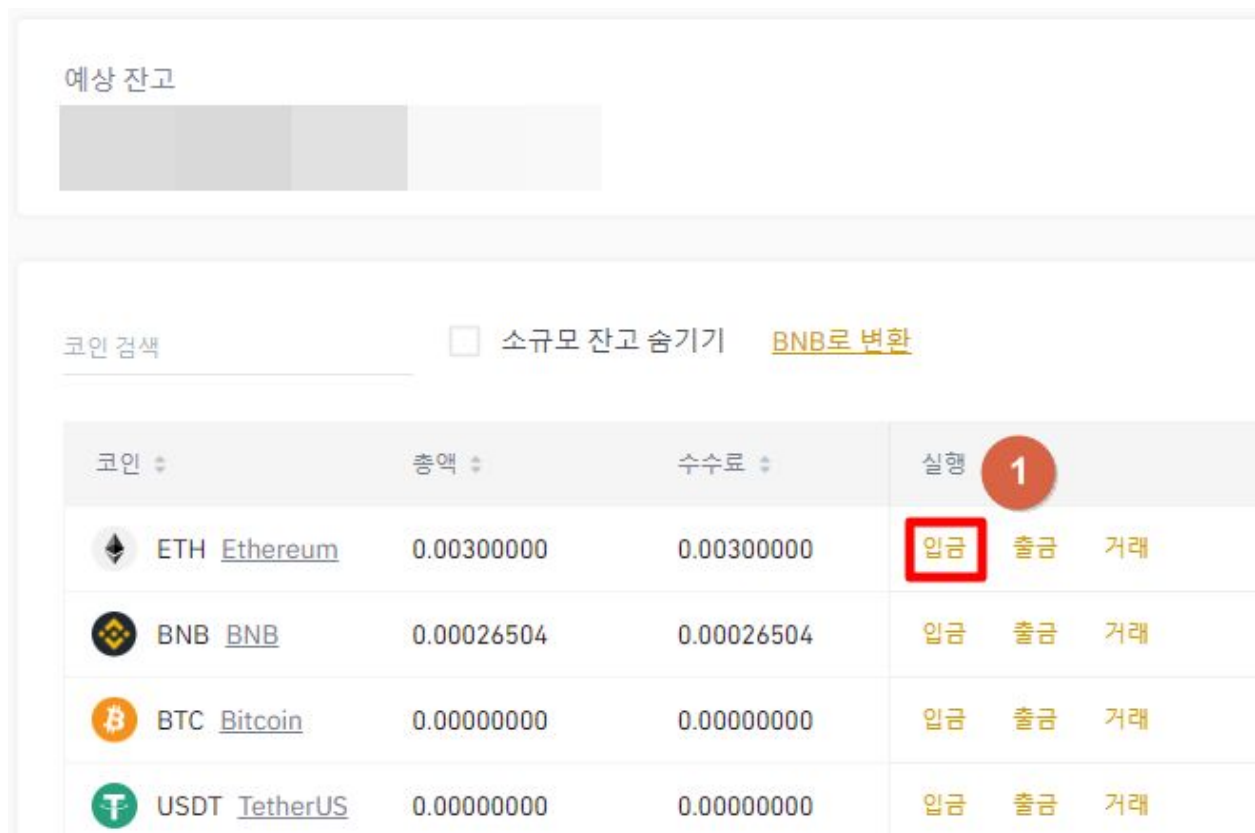 예상 잔고
코인 검색 소규모 잔고 숨기기 BNB로 변환
코인 총액 수수료 실행 1
ETH Ethereum 0.00300000 0.00300000 입금 출금 거래
BNB BNB 0.00026504 0.00026504 입금 출금 거래
BTC Bitcoin 0.00000000 0.00000000 입금 출금 거래
USDT TetherUS 0.00000000 0.00000000 입금 출금 거래